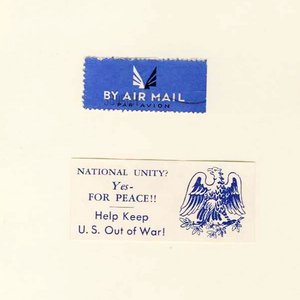 BY AIR MAIL
PAR AVION
NATIONAL UNITY?
Yes-
FOR PEACE!!
Help Keep
U. S. Out of War!